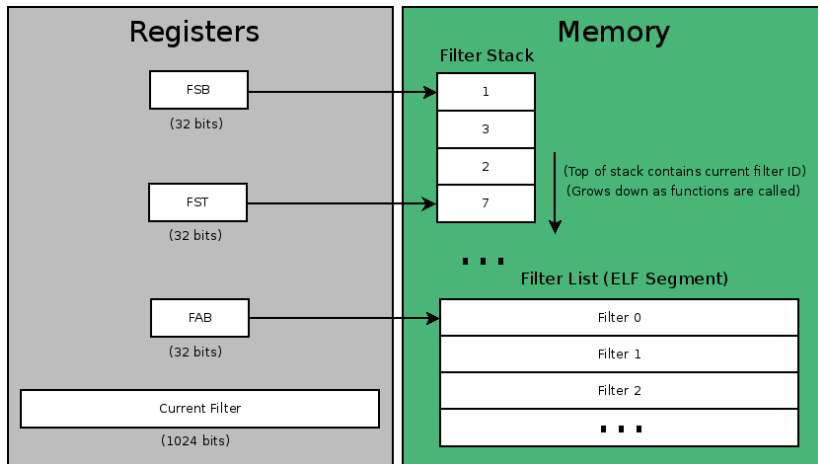 Registers
FSB
(32 bits)
FST
(32 bits)
FAB
(32 bits)
Current Filter
(1024 bits)
Memory
Filter Stack
1
3
2
7
(Top of stack contains current filter ID)
(Grows down as functions are called)
...
Filter List (ELF Segment)
Filter 0
Filter 1
Filter 2
...